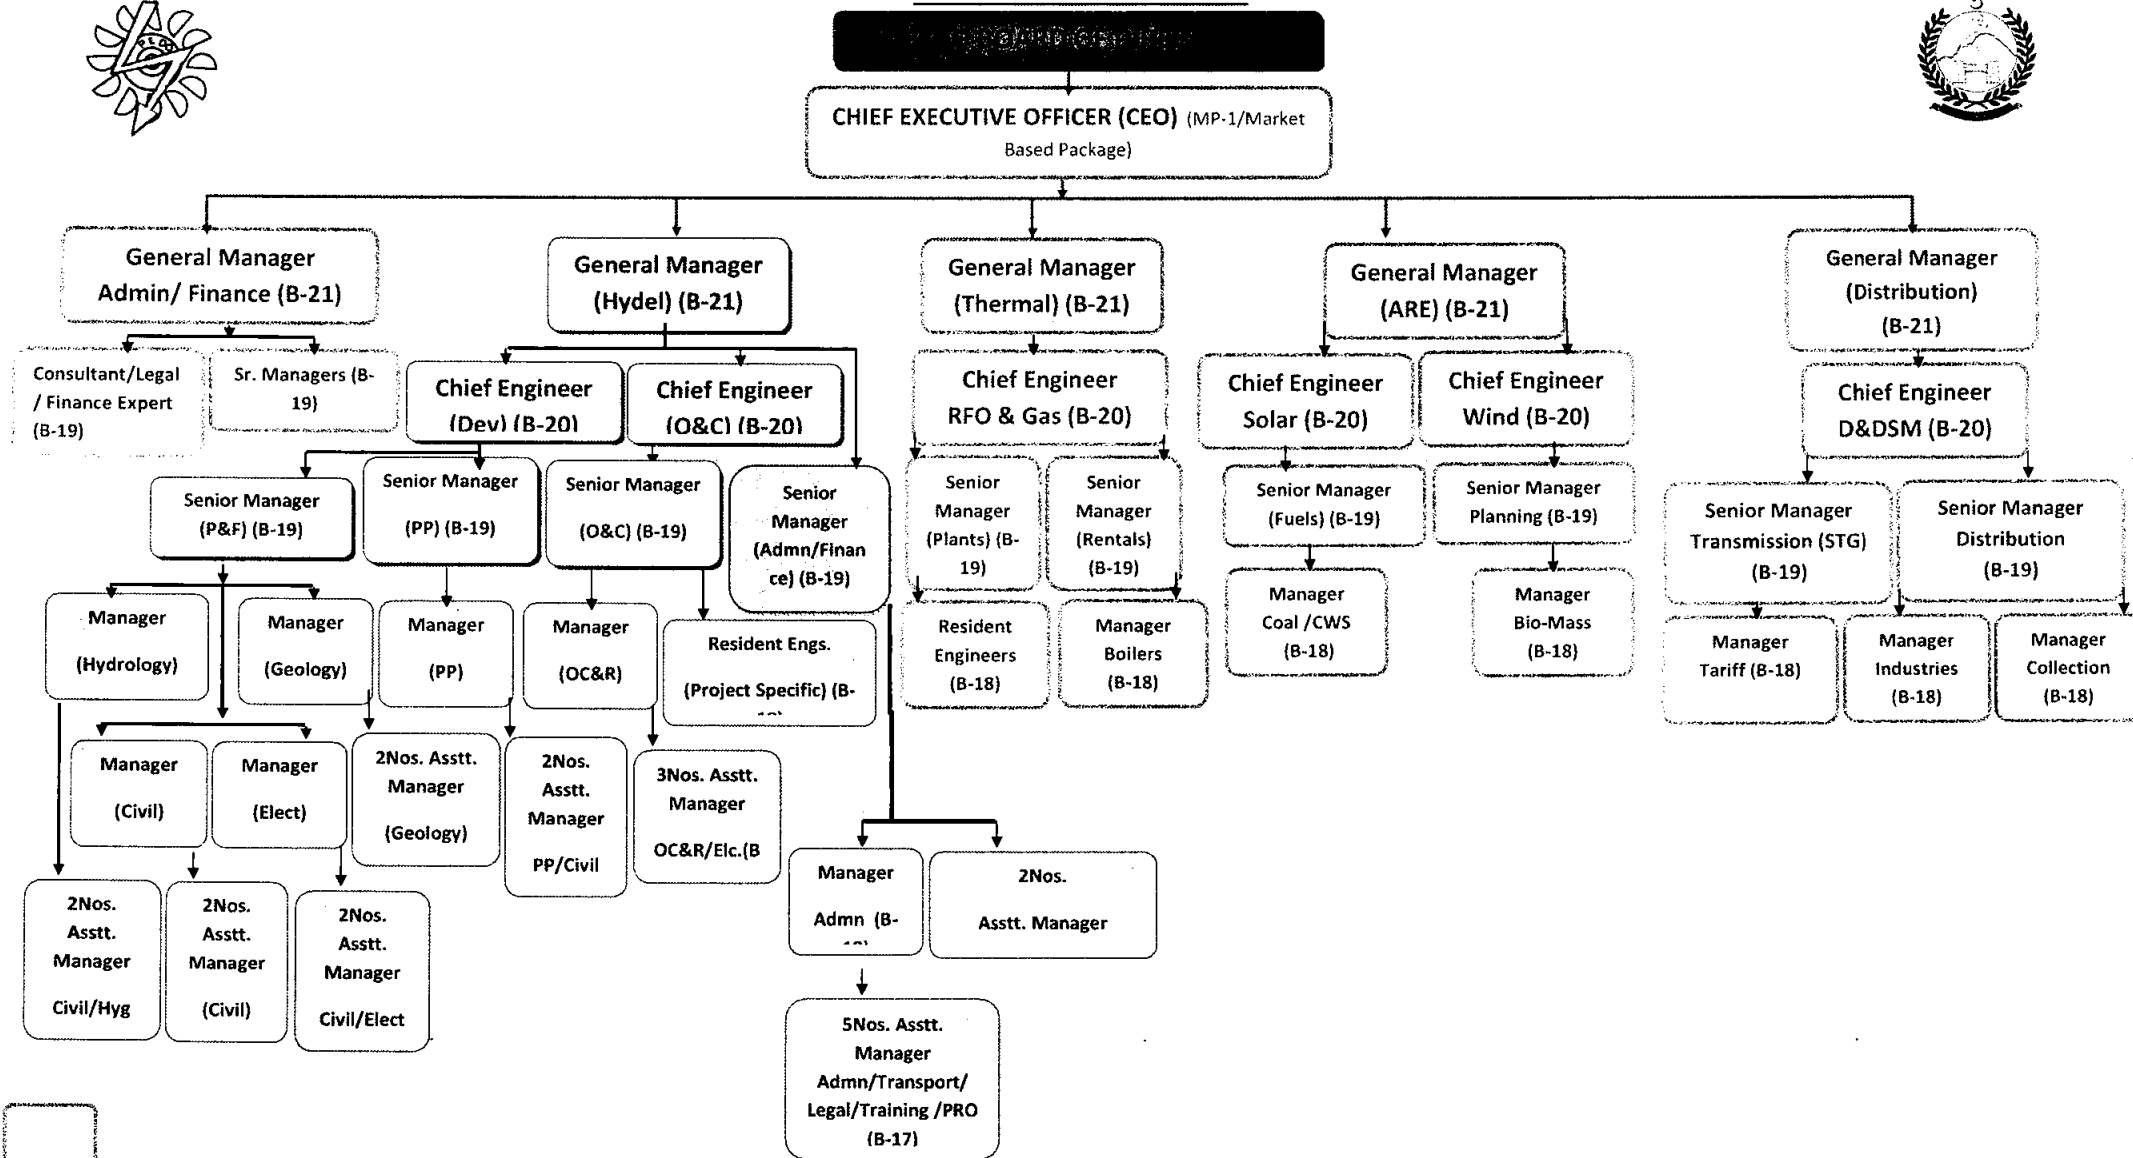 PEDO
5
CHIEF EXECUTIVE OFFICER (CEO) (MP-1/Market
Based Package)
General Manager
Admin/ Finance (B-21)
General Manager
(Hydel) (B-21)
General Manager
(Thermal) (B-21)
General Manager
(ARE) (B-21)
General Manager
(Distribution)
(B-21)
Consultant/Legal
/ Finance Expert
(B-19)
Sr. Managers (B-
19)
Chief Engineer
(Dev) (B-20)
Chief Engineer
(O&C) (B-20)
Chief Engineer
RFO & Gas (B-20)
Chief Engineer
Solar (B-20)
Chief Engineer
Wind (B-20)
Chief Engineer
D&DSM (B-20)
Senior Manager
(P&F) (B-19)
Senior Manager
(PP) (B-19)
Senior Manager
(O&C) (B-19)
Senior
Manager
(Admn/Finan
ce) (B-19)
Senior
Manager
(Plants) (B-
19)
Senior
Manager
(Rentals)
(B-19)
Senior Manager
(Fuels) (B-19)
Senior Manager
Planning (B-19)
Senior Manager
Transmission (STG)
(B-19)
Senior Manager
Distribution
(B-19)
Manager
(Hydrology)
Manager
(Geology)
Manager
(PP)
Manager
(OC&R)
Resident Engs.
(Project Specific) (B-
Resident
Engineers
(B-18)
Manager
Boilers
(B-18)
Manager
Coal /CWS
(B-18)
Manager
Bio-Mass
(B-18)
Manager
Tariff (B-18)
Manager
Industries
(B-18)
Manager
Collection
(B-18)
Manager
(Civil)
Manager
(Elect)
2Nos. Asstt.
Manager
(Geology)
2Nos.
Asstt.
Manager
PP/Civil
3Nos. Asstt.
Manager
OC&R/Elc.(B
Manager
Admn (B-
2Nos.
Asstt. Manager
2Nos.
Asstt.
Manager
Civil/Hyg
2Nos.
Asstt.
Manager
(Civil)
2Nos.
Asstt.
Manager
Civil/Elect
5Nos. Asstt.
Manager
Admn/Transport/
Legal/Training /PRO
(B-17)